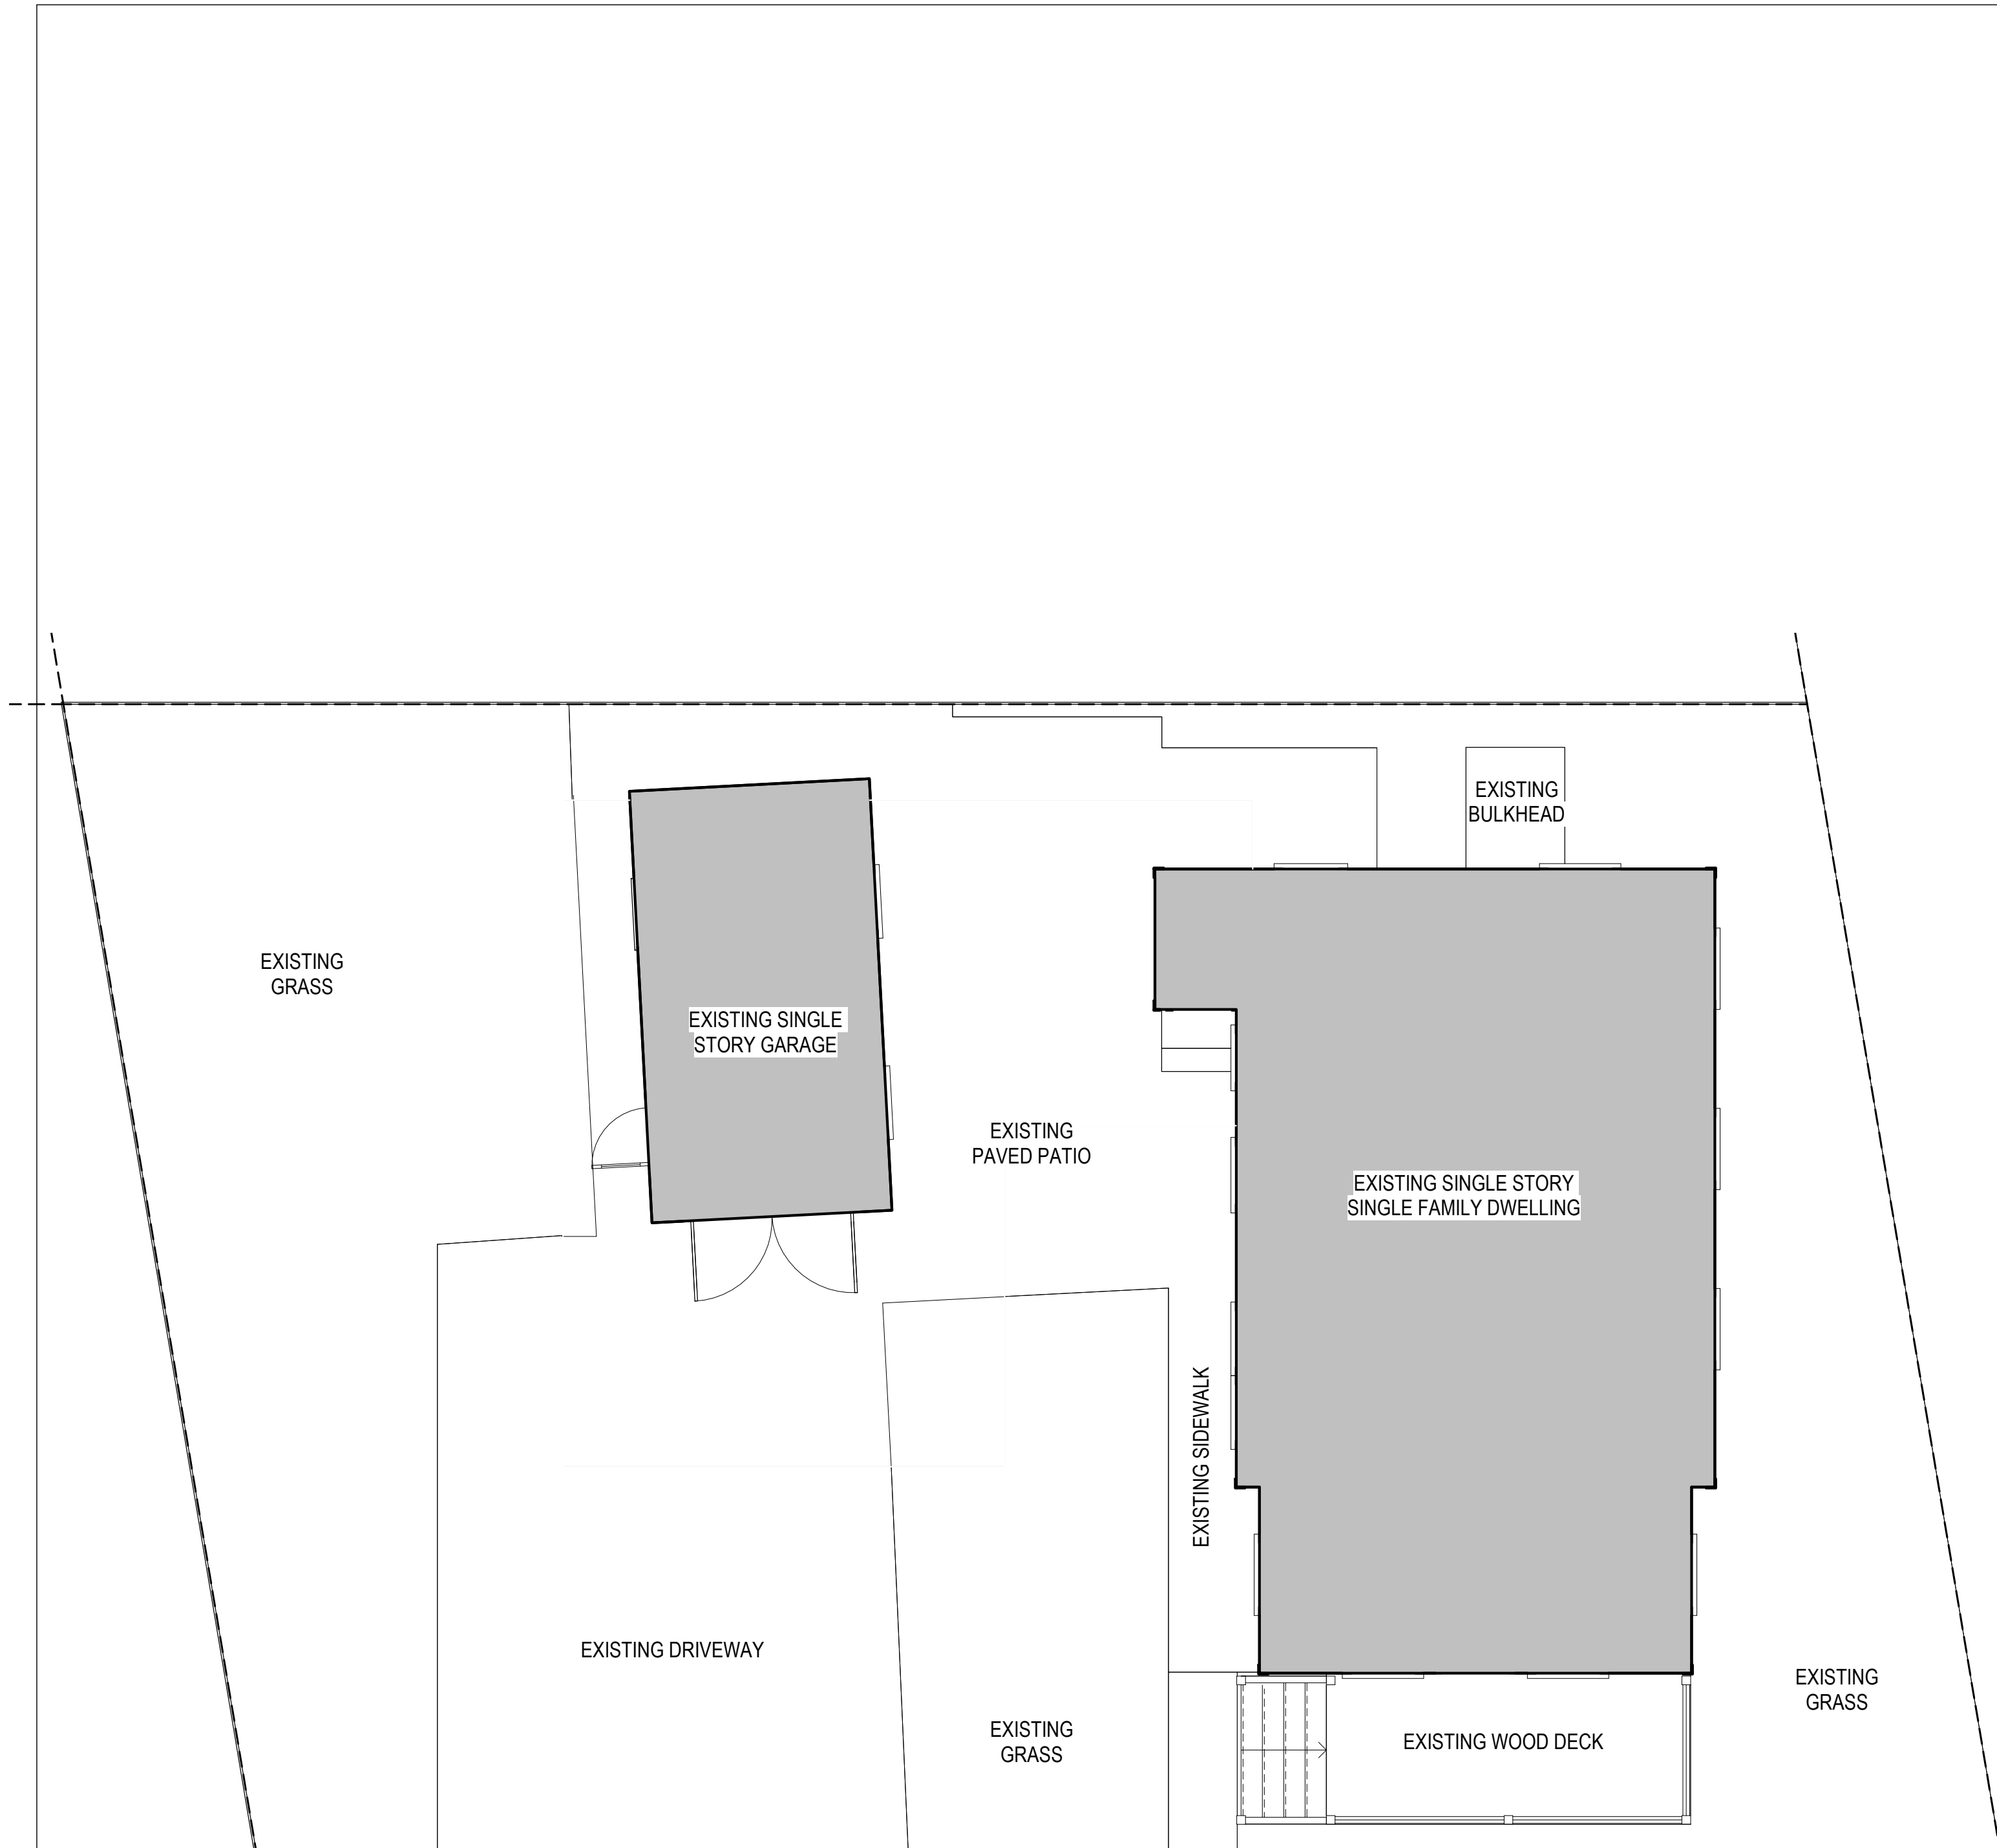 EXISTING
BULKHEAD
EXISTING
GRASS
EXISTING SINGLE
STORY GARAGE
EXISTING
PAVED PATIO
EXISTING SINGLE STORY
SINGLE FAMILY DWELLING
EXISTING SIDEWALK
EXISTING DRIVEWAY
EXISTING
GRASS
EXISTING WOOD DECK
EXISTING
GRASS